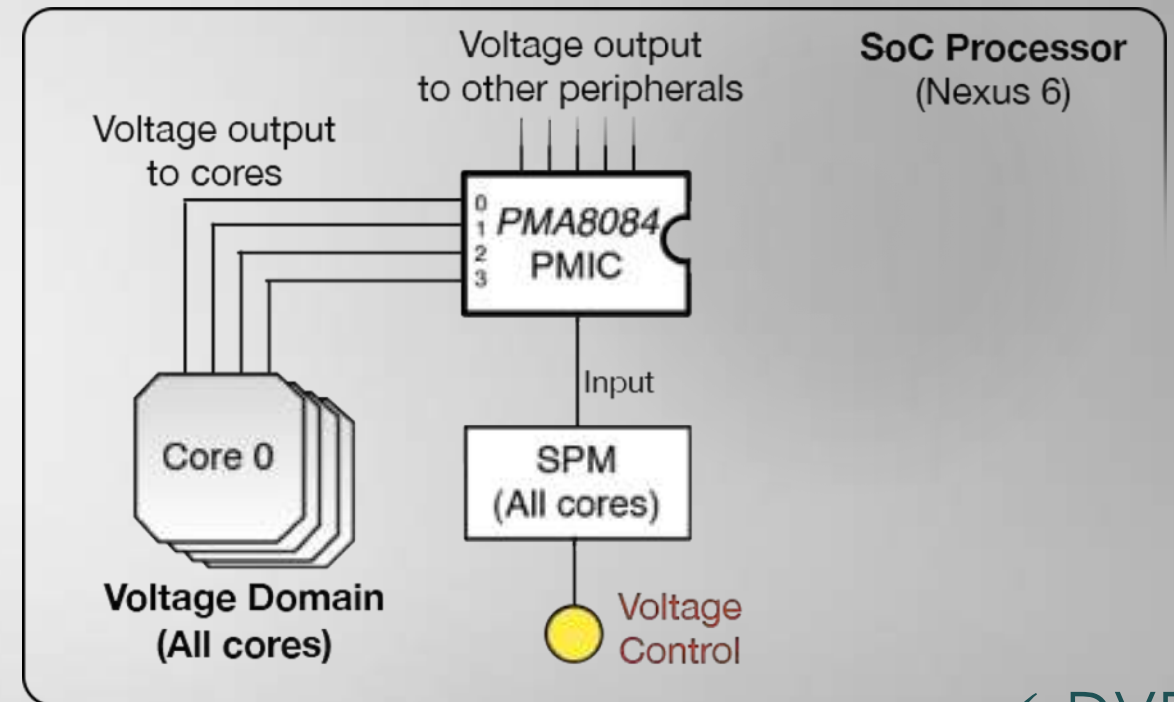 Voltage output
to other peripherals
SoC Processor
(Nexus 6)
Voltage output
to cores
0
1
2
3
PMA8084
PMIC
Input
Core 0
SPM
(All cores)
Voltage Domain
(All cores)
Voltage
Control